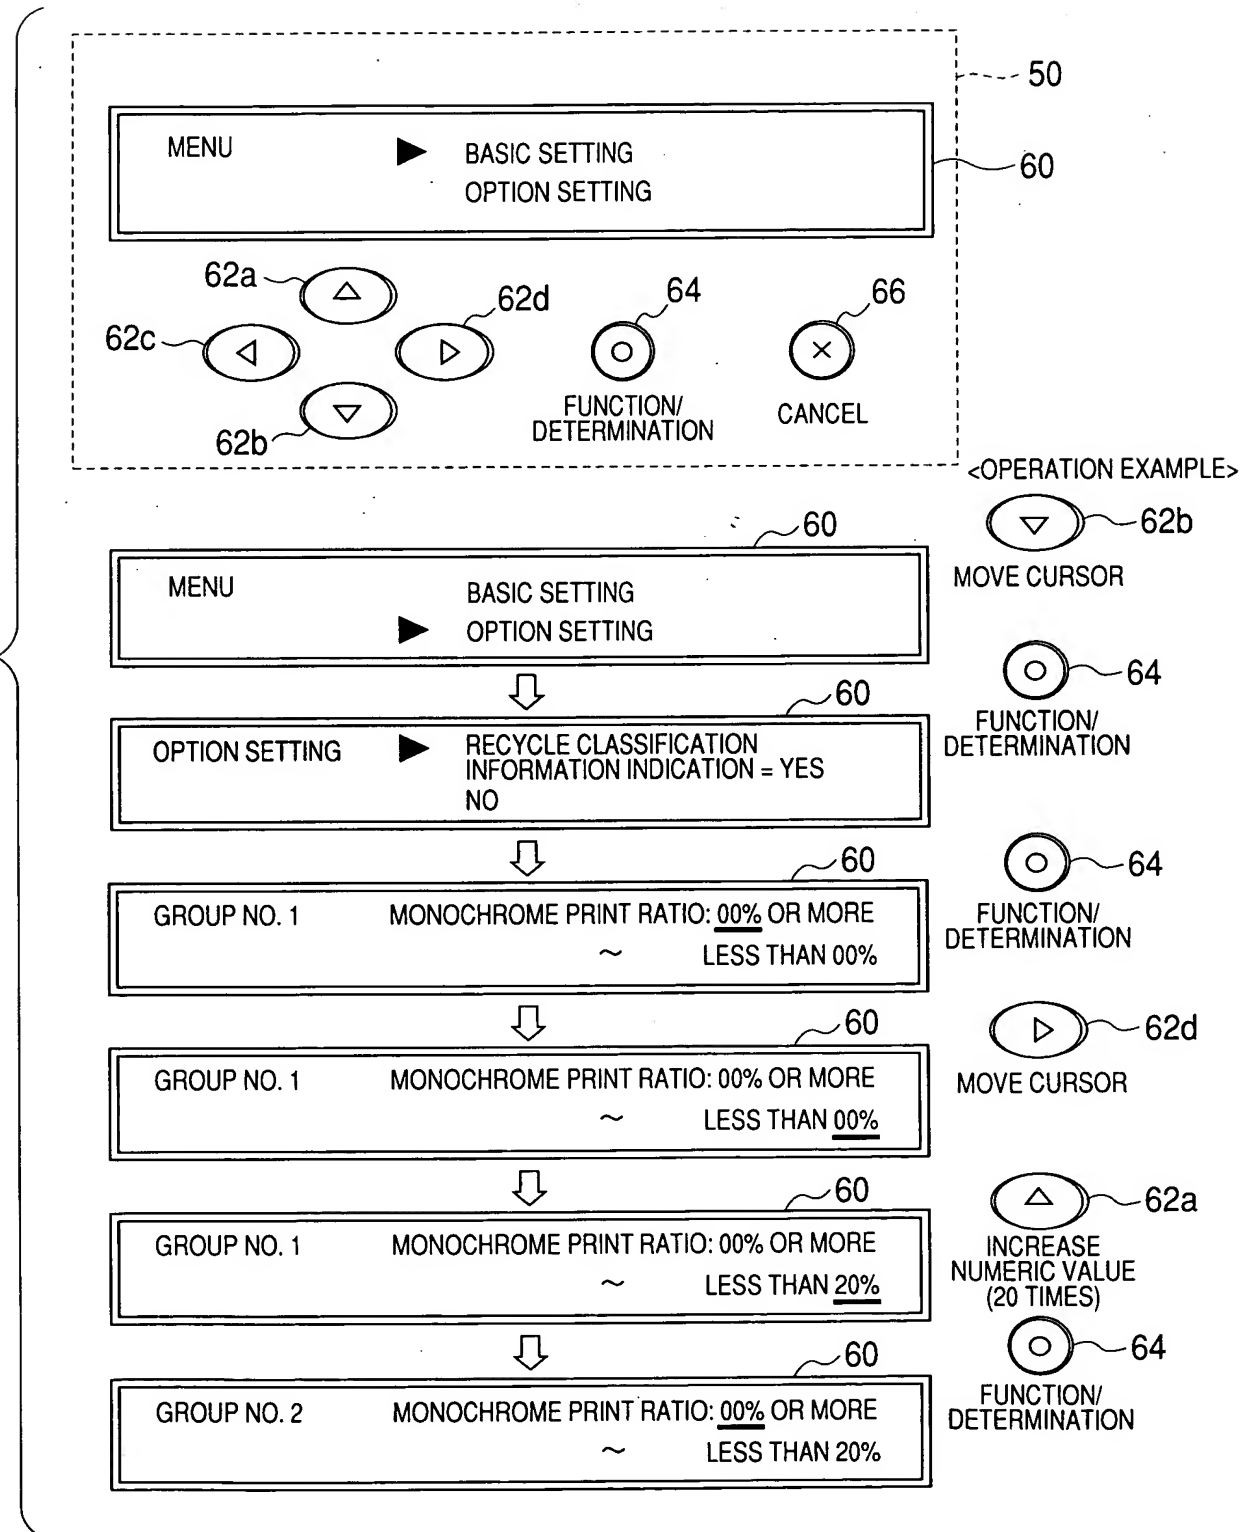 50
MENU ▶ BASIC SETTING
60
OPTION SETTING
62a
62d
64
66
62c
62b
FUNCTION/
DETERMINATION
CANCEL
<OPERATION EXAMPLE>
60
62b
MOVE CURSOR
MENU BASIC SETTING
▶ OPTION SETTING
64
FUNCTION/
DETERMINATION
60
OPTION SETTING ▶ RECYCLE CLASSIFICATION
INFORMATION INDICATION = YES
NO
60
64
FUNCTION/
DETERMINATION
GROUP NO. 1 MONOCHROME PRINT RATIO: 00% OR MORE
~ LESS THAN 00%
60
62d
MOVE CURSOR
GROUP NO. 1 MONOCHROME PRINT RATIO: 00% OR MORE
~ LESS THAN 00%
60
62a
INCREASE
NUMERIC VALUE
(20 TIMES)
GROUP NO. 1 MONOCHROME PRINT RATIO: 00% OR MORE
~ LESS THAN 20%
60
64
FUNCTION/
DETERMINATION
GROUP NO. 2 MONOCHROME PRINT RATIO: 00% OR MORE
~ LESS THAN 20%